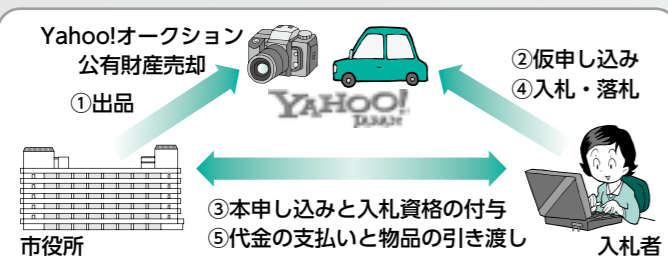 Yahoo!オークション
公有財産売却
①出品
YAHOO!
JAPAN
②仮申し込み
④入札・落札
③本申し込みと入札資格の付与
⑤代金の支払いと物品の引き渡し
市役所
入札者